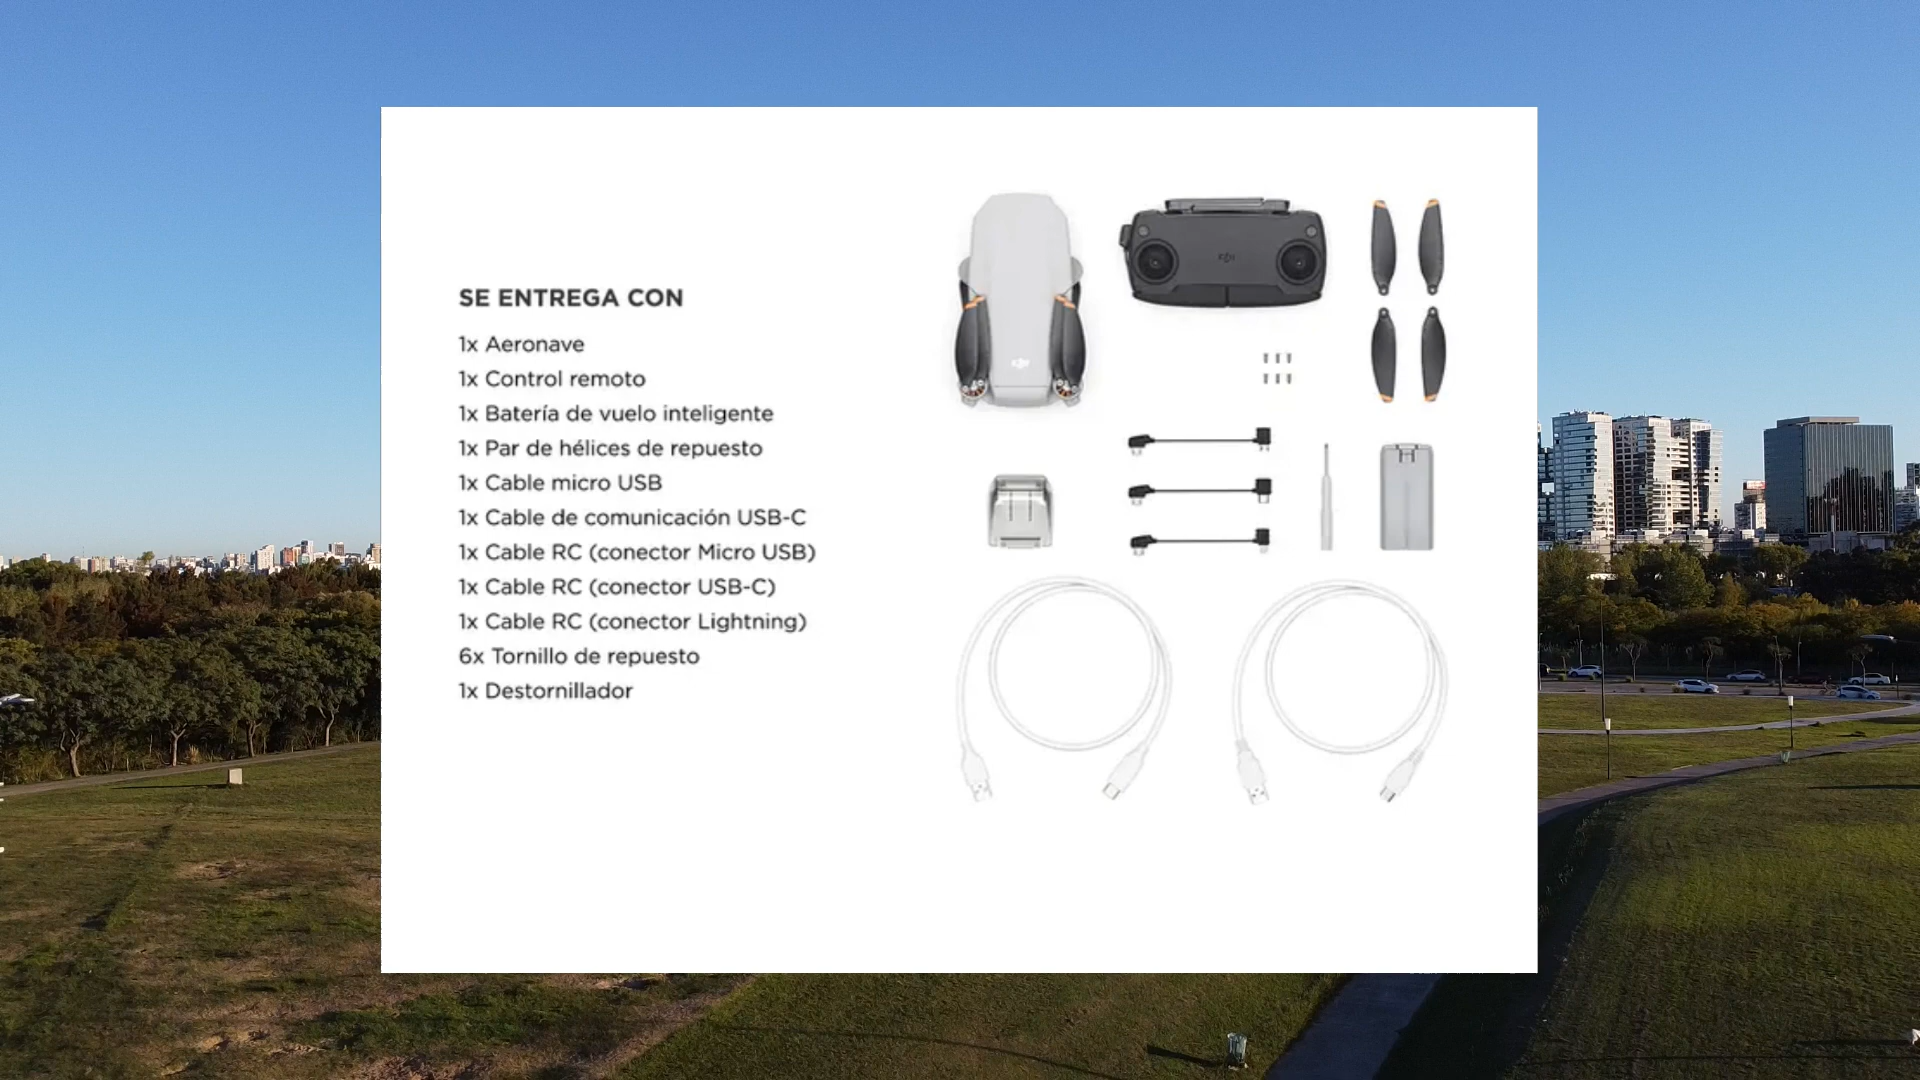 SE ENTREGA CON
1x Aeronave
1x Control remoto
1x Batería de vuelo inteligente
1x Par de hélices de repuesto
1x Cable micro USB
1x Cable de comunicación USB-C
1x Cable RC (conector Micro USB)
1x Cable RC (conector USB-C)
1x Cable RC (conector Lightning)
6x Tornillo de repuesto
1x Destornillador
dji
dji